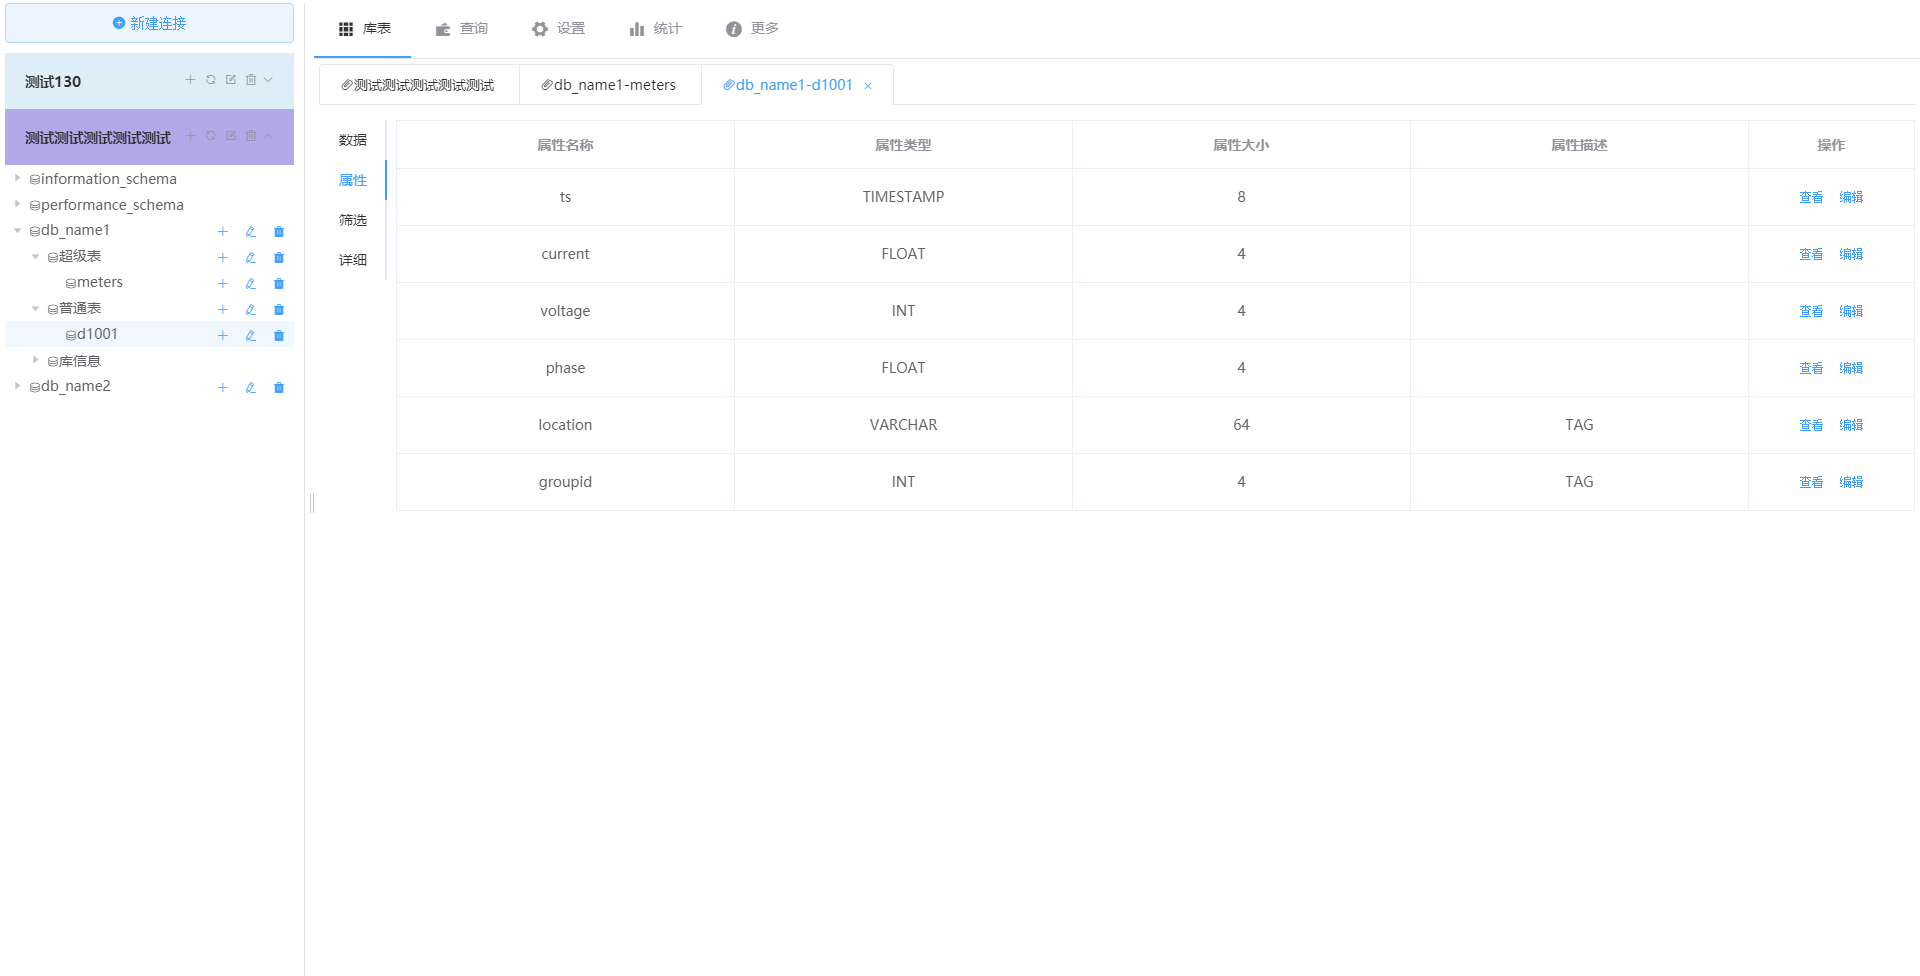 新建连接
测试130
测试测试测试测试测试
information_schema
performance_schema
db_name1
超级表
meters
普通表
d1001
库信息
db_name2
库表 查询 设置 统计 更多
测试测试测试测试测试 db_name1-meters db_name1-d1001
数据
属性
筛选
详细
属性名称 属性类型 属性大小 属性描述 操作
ts TIMESTAMP 8 查看 编辑
current FLOAT 4 查看 编辑
voltage INT 4 查看 编辑
phase FLOAT 4 查看 编辑
location VARCHAR 64 TAG 查看 编辑
groupid INT 4 TAG 查看 编辑